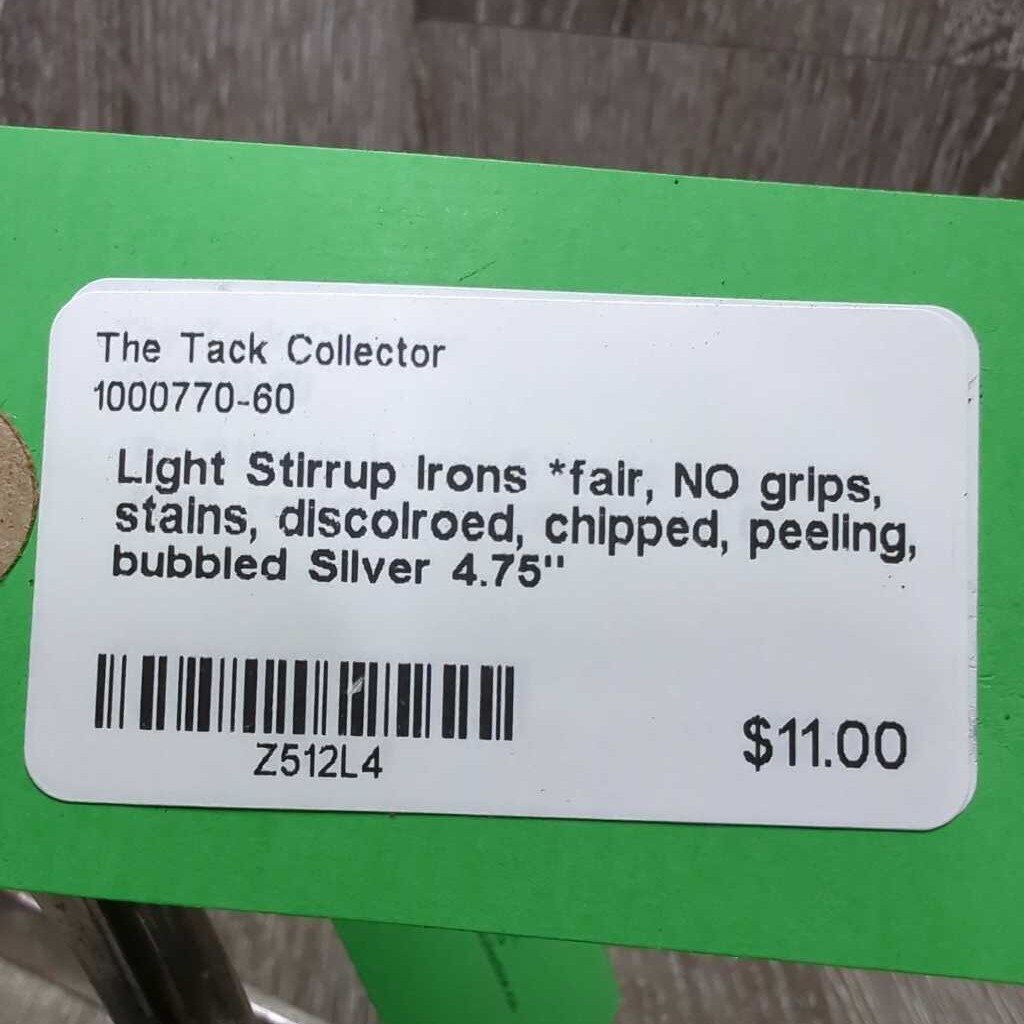 The Tack Collector
1000770-60
Light Stirrup Irons *fair, NO grips,
stains, discolroed, chipped, peeling,
bubbled Silver 4.75"
Z512L4
$11.00